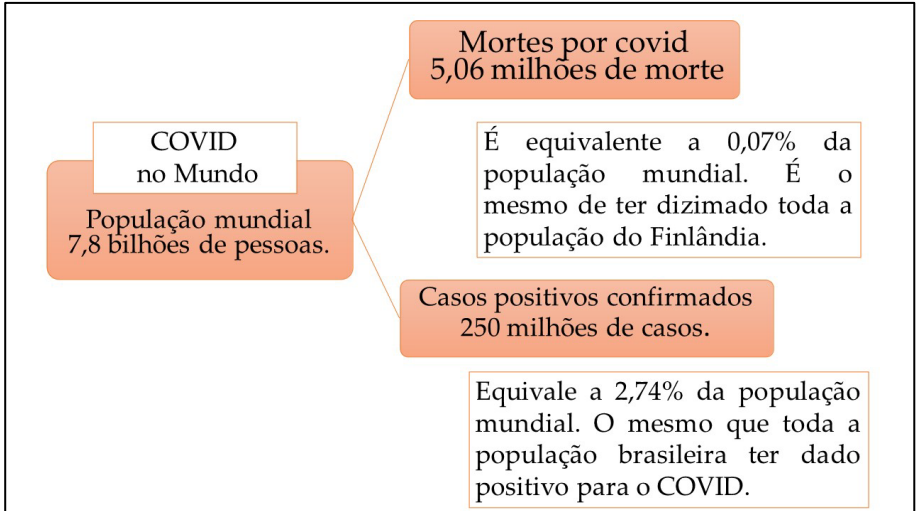 COVID
no Mundo
População mundial
7,8 bilhões de pessoas.
Mortes por covid
5,06 milhões de morte
É equivalente a 0,07% da
população mundial. É o
mesmo de ter dizimado toda a
população do Finlândia.
Casos positivos confirmados
250 milhões de casos.
Equivale a 2,74% da população
mundial. O mesmo que toda a
população brasileira ter dado
positivo para o COVID.